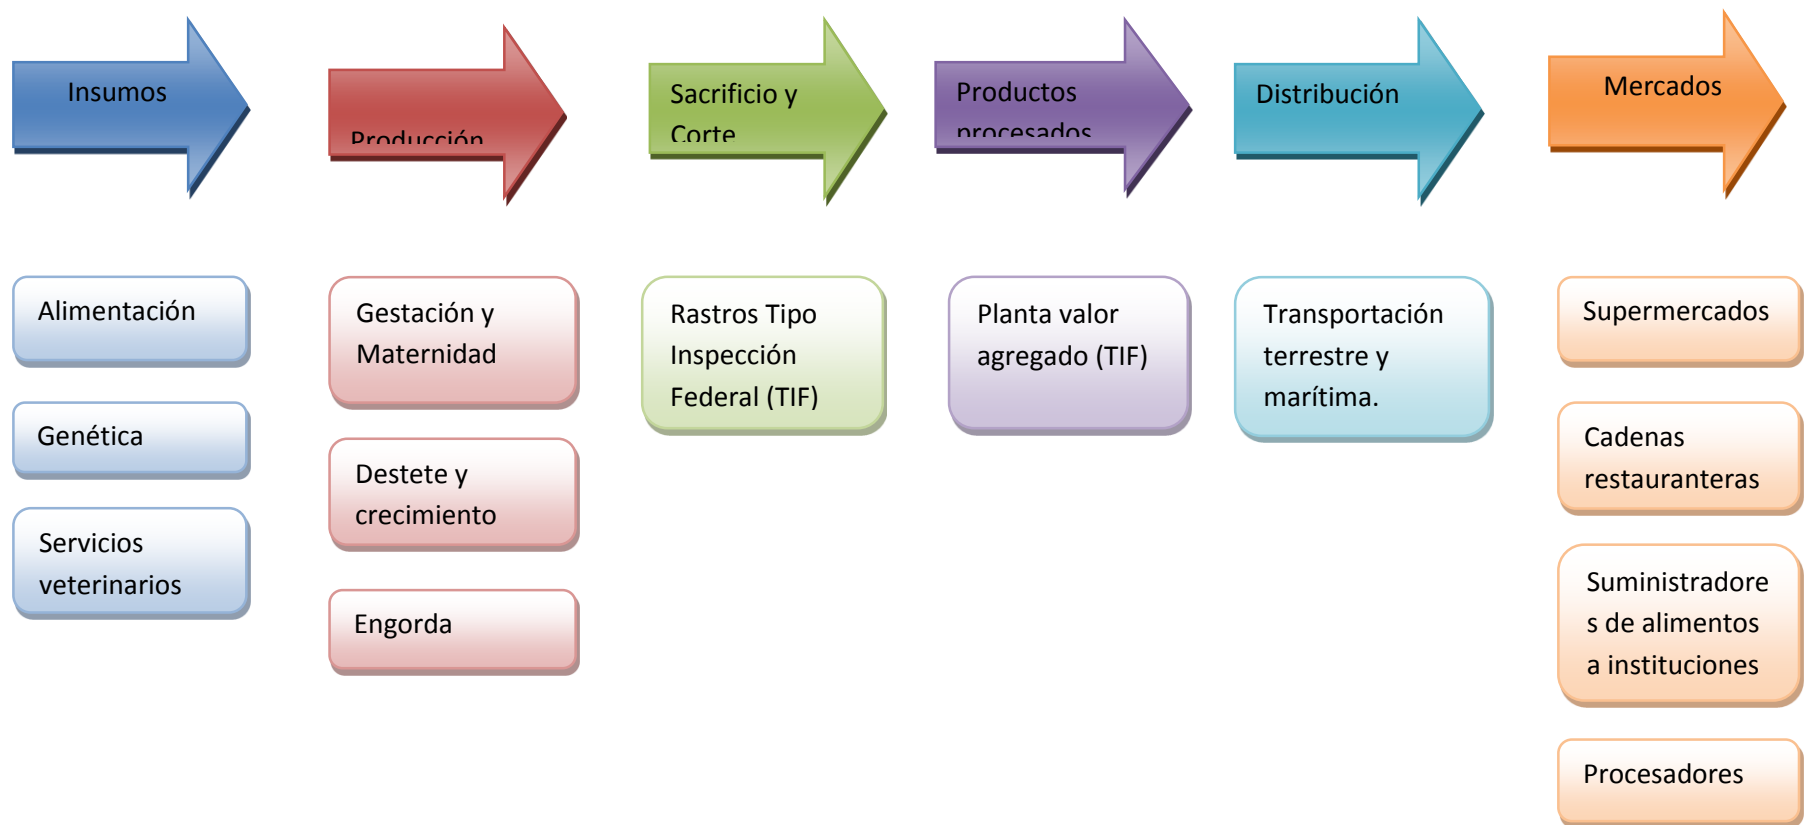 Insumos
Producción
Sacrificio y
Corte
Productos
procesados
Distribución
Mercados
Alimentación
Genética
Servicios
veterinarios
Gestación y
Maternidad
Destete y
crecimiento
Engorda
Rastros Tipo
Inspección
Federal (TIF)
Planta valor
agregado (TIF)
Transportación
terrestre y
marítima.
Supermercados
Cadenas
restauranteras
Suministradore
s de alimentos
a instituciones
Procesadores